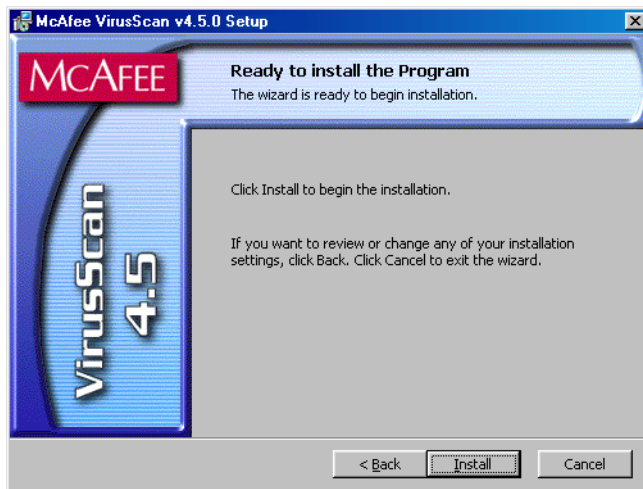 McAfee VirusScan v4.5.0 Setup
MCAFEE
Ready to install the Program
The wizard is ready to begin installation.
VirusScan
4.5
Click Install to begin the installation.
If you want to review or change any of your installation
settings, click Back. Click Cancel to exit the wizard.
< Back Install Cancel